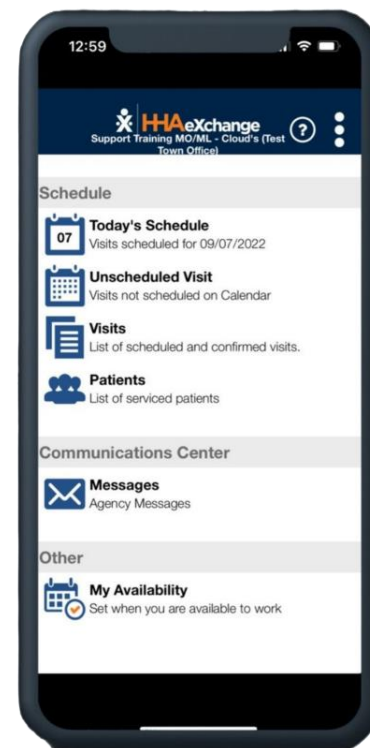 12:59
HHAeXchange
Support Training MO/ML - Cloud's (Test
Town Office)
?
Schedule
07
Today's Schedule
Visits scheduled for 09/07/2022
Unscheduled Visit
Visits not scheduled on Calendar
Visits
List of scheduled and confirmed visits.
Patients
List of serviced patients
Communications Center
Messages
Agency Messages
Other
My Availability
Set when you are available to work